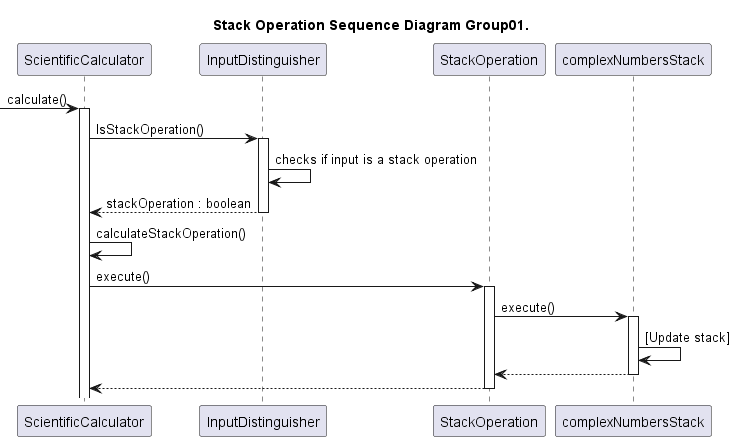 Stack Operation Sequence Diagram Group01.
ScientificCalculator InputDistinguisher StackOperation complexNumbersStack
calculate()
IsStackOperation()
checks if input is a stack operation
stackOperation : boolean
calculateStackOperation()
execute()
execute()
[Update stack]
ScientificCalculator InputDistinguisher StackOperation complexNumbersStack